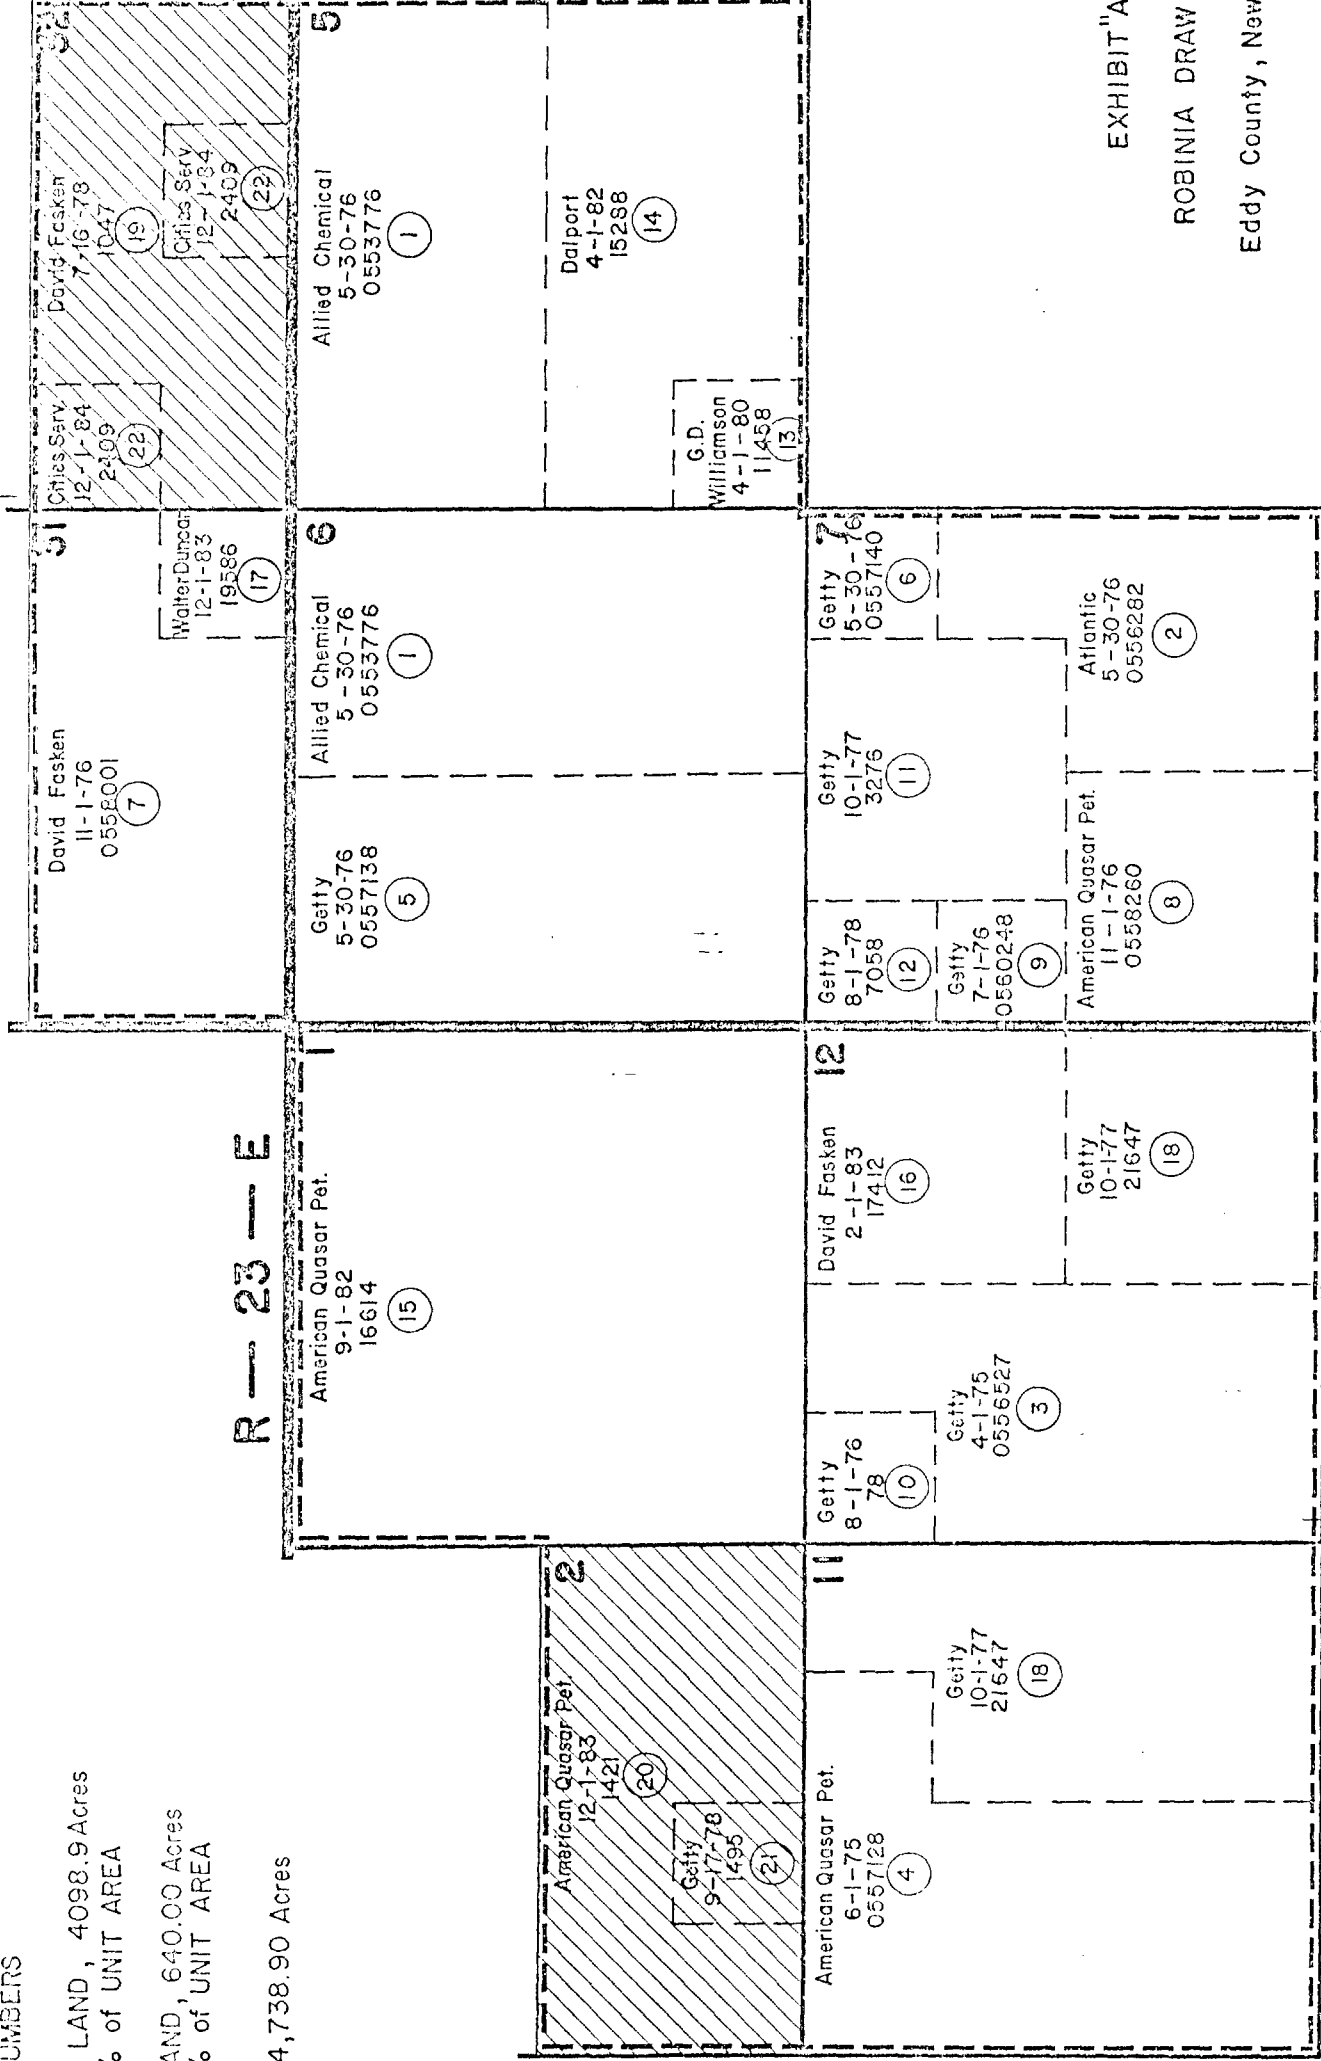 UMBERS
LAND, 4098.9 Acres
% of UNIT AREA
AND, 640.00 Acres
% of UNIT AREA
4,738.90 Acres
R — 23 — E
31
David Fasken
11-1-76
0558001
7
Walter Duncan
12-1-83
19586
17
Cities Serv.
12-1-84
2409
22
David Fasken
7-16-78
1047
19
Cities Serv.
12-1-84
2409
22
32
2
American Quasar Pet.
12-1-83
1421
20
Getty
9-17-78
1495
21
1
American Quasar Pet.
9-1-82
16614
15
6
Getty
5-30-76
0557138
5
Allied Chemical
5-30-76
0553776
1
5
Allied Chemical
5-30-76
0553776
1
Dalport
4-1-82
15288
14
G.D.
Williamson
4-1-80
11458
13
11
American Quasar Pet.
6-1-75
0557128
4
Getty
10-1-77
21647
18
12
Getty
8-1-76
78
10
Getty
4-1-75
0556527
3
David Fasken
2-1-83
17412
16
Getty
10-1-77
21647
18
7
Getty
8-1-78
7058
12
Getty
7-1-76
0560248
9
Getty
10-1-77
3276
11
Getty
5-30-76
0557140
6
American Quasar Pet.
11-1-76
0558260
8
Atlantic
5-30-76
0556282
2
EXHIBIT "A
ROBINIA DRAW
Eddy County, New